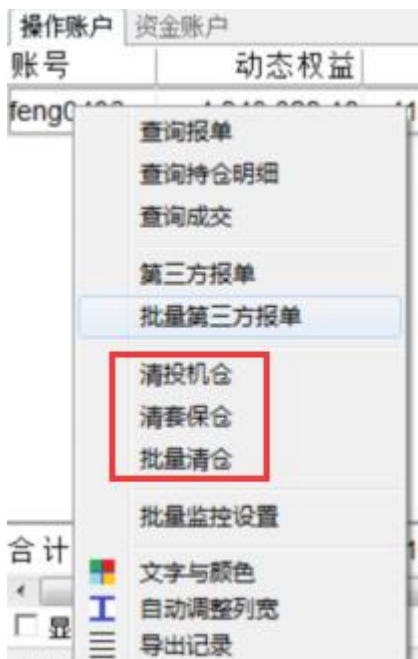 操作账户 资金账户
账号 动态权益
查询报单
查询持仓明细
查询成交
第三方报单
批量第三方报单
清投机仓
清套保仓
批量清仓
批量监控设置
合计
文字与颜色
自动调整列宽
显
导出记录